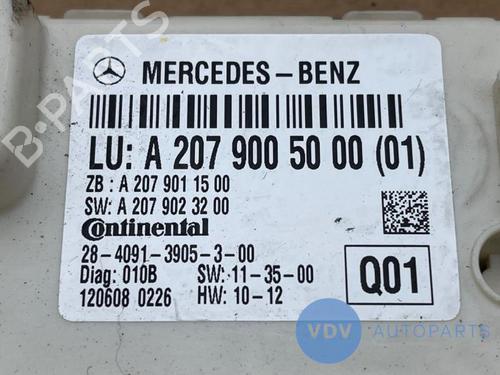 MERCEDES-BENZ
LU: A 207 900 50 00 (01)
ZB : A 207 901 15 00
SW: A 207 902 32 00
Continental
28-4091-3905-3-00
Diag: 010B SW: 11-35-00
120608 0226 HW: 10-12
Q01
VDV AUTOPARTS
B-PARTS